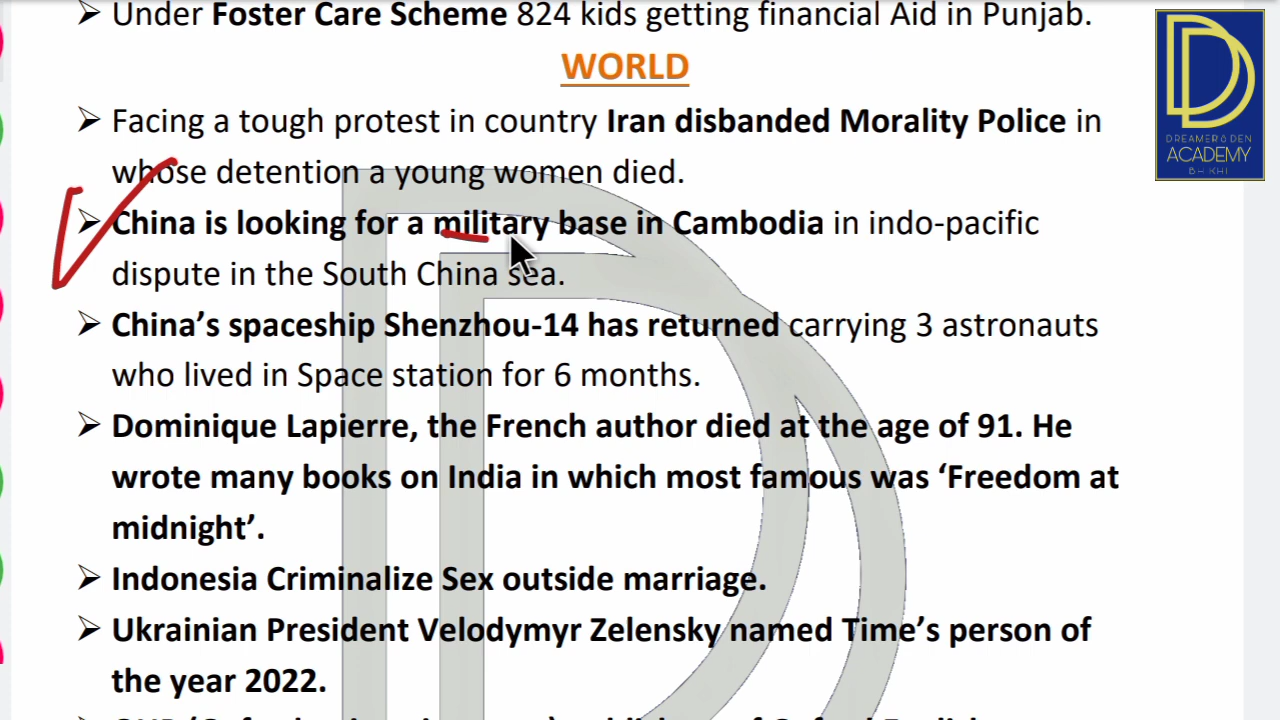 ➢ Under Foster Care Scheme 824 kids getting financial Aid in Punjab.
WORLD
➢ Facing a tough protest in country Iran disbanded Morality Police in
whose detention a young women died.
➢ China is looking for a military base in Cambodia in indo-pacific
dispute in the South China sea.
➢ China’s spaceship Shenzhou-14 has returned carrying 3 astronauts
who lived in Space station for 6 months.
➢ Dominique Lapierre, the French author died at the age of 91. He
wrote many books on India in which most famous was ‘Freedom at
midnight’.
➢ Indonesia Criminalize Sex outside marriage.
➢ Ukrainian President Velodymyr Zelensky named Time’s person of
the year 2022.
DREAMER'S DEN
ACADEMY
BHIKHI